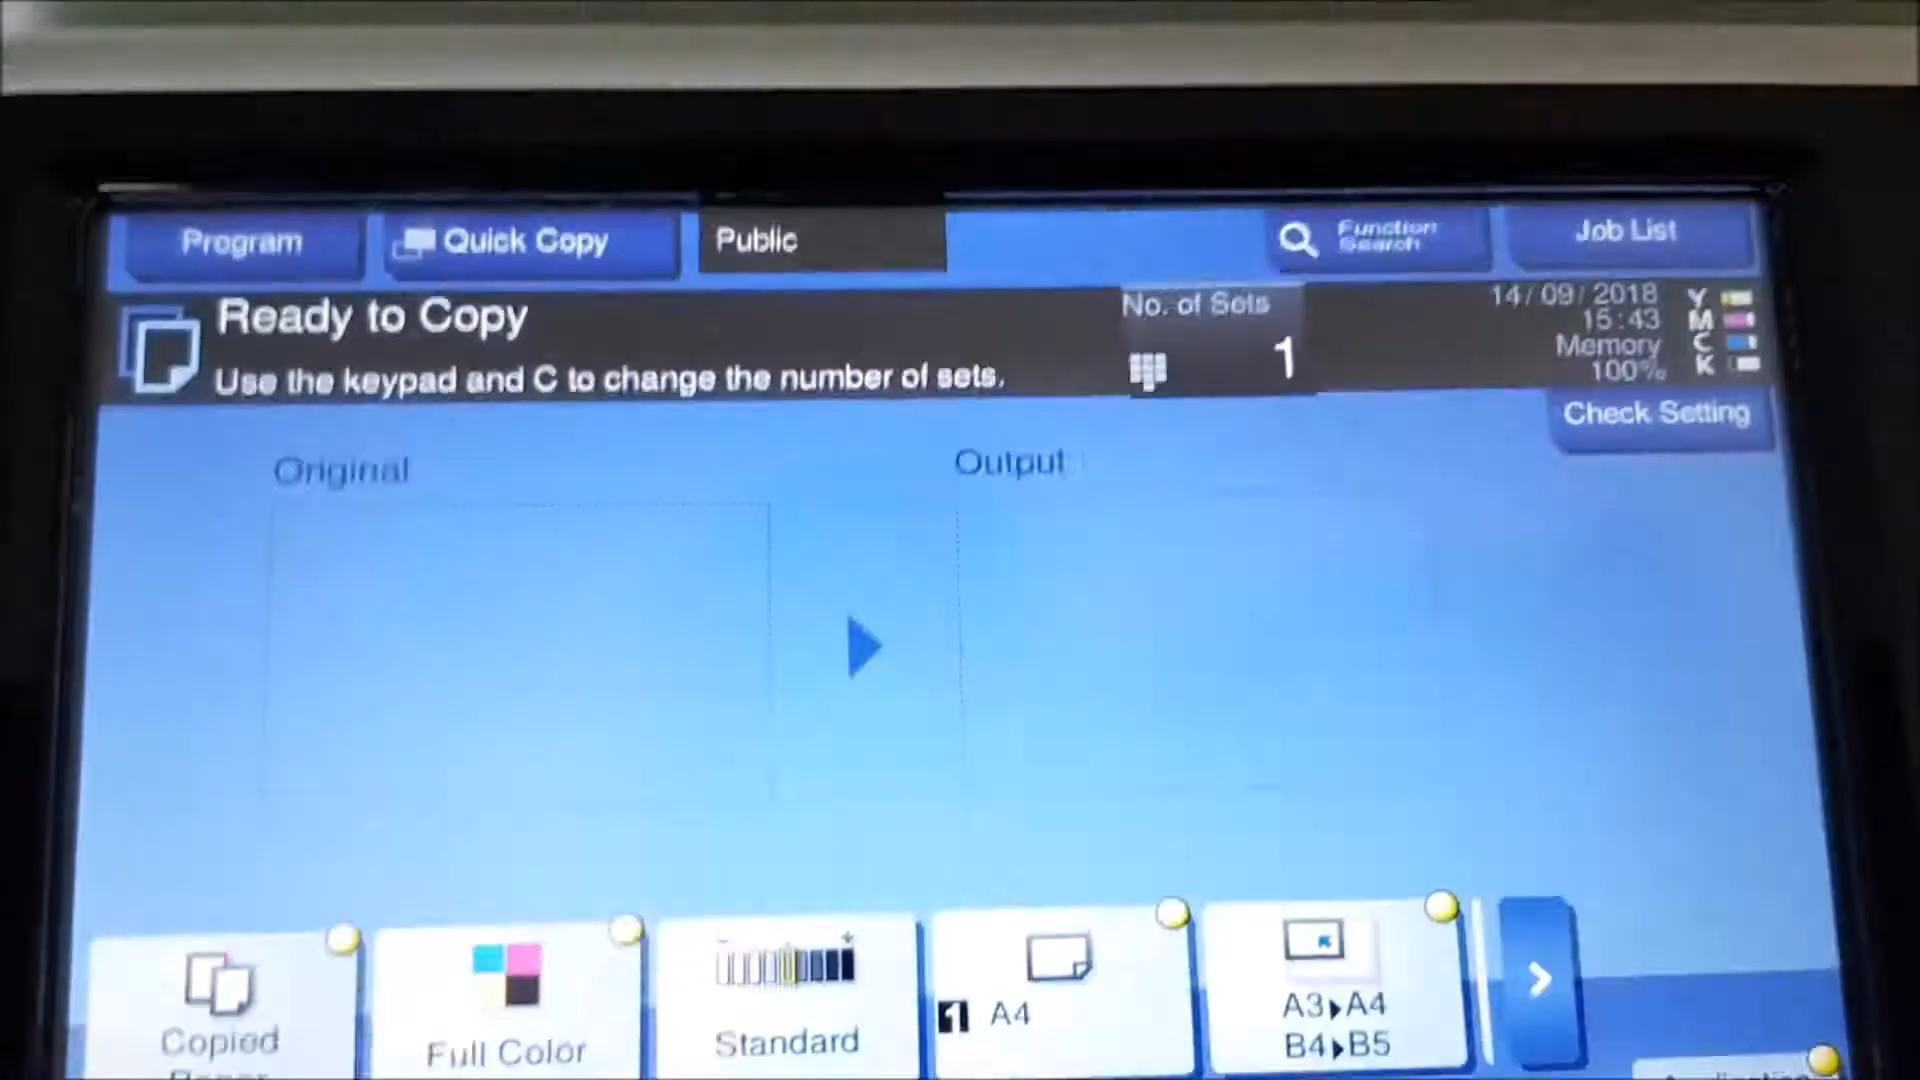 Program
Quick Copy
Public
Function Search
Job List
Ready to Copy
Use the keypad and C to change the number of sets.
No. of Sets
1
14/09/2018
15:43
Memory
100%
Y
M
C
K
Check Setting
Original
Output
Copied
Paper
Full Color
- +
Standard
1 A4
A3▶A4
B4▶B5